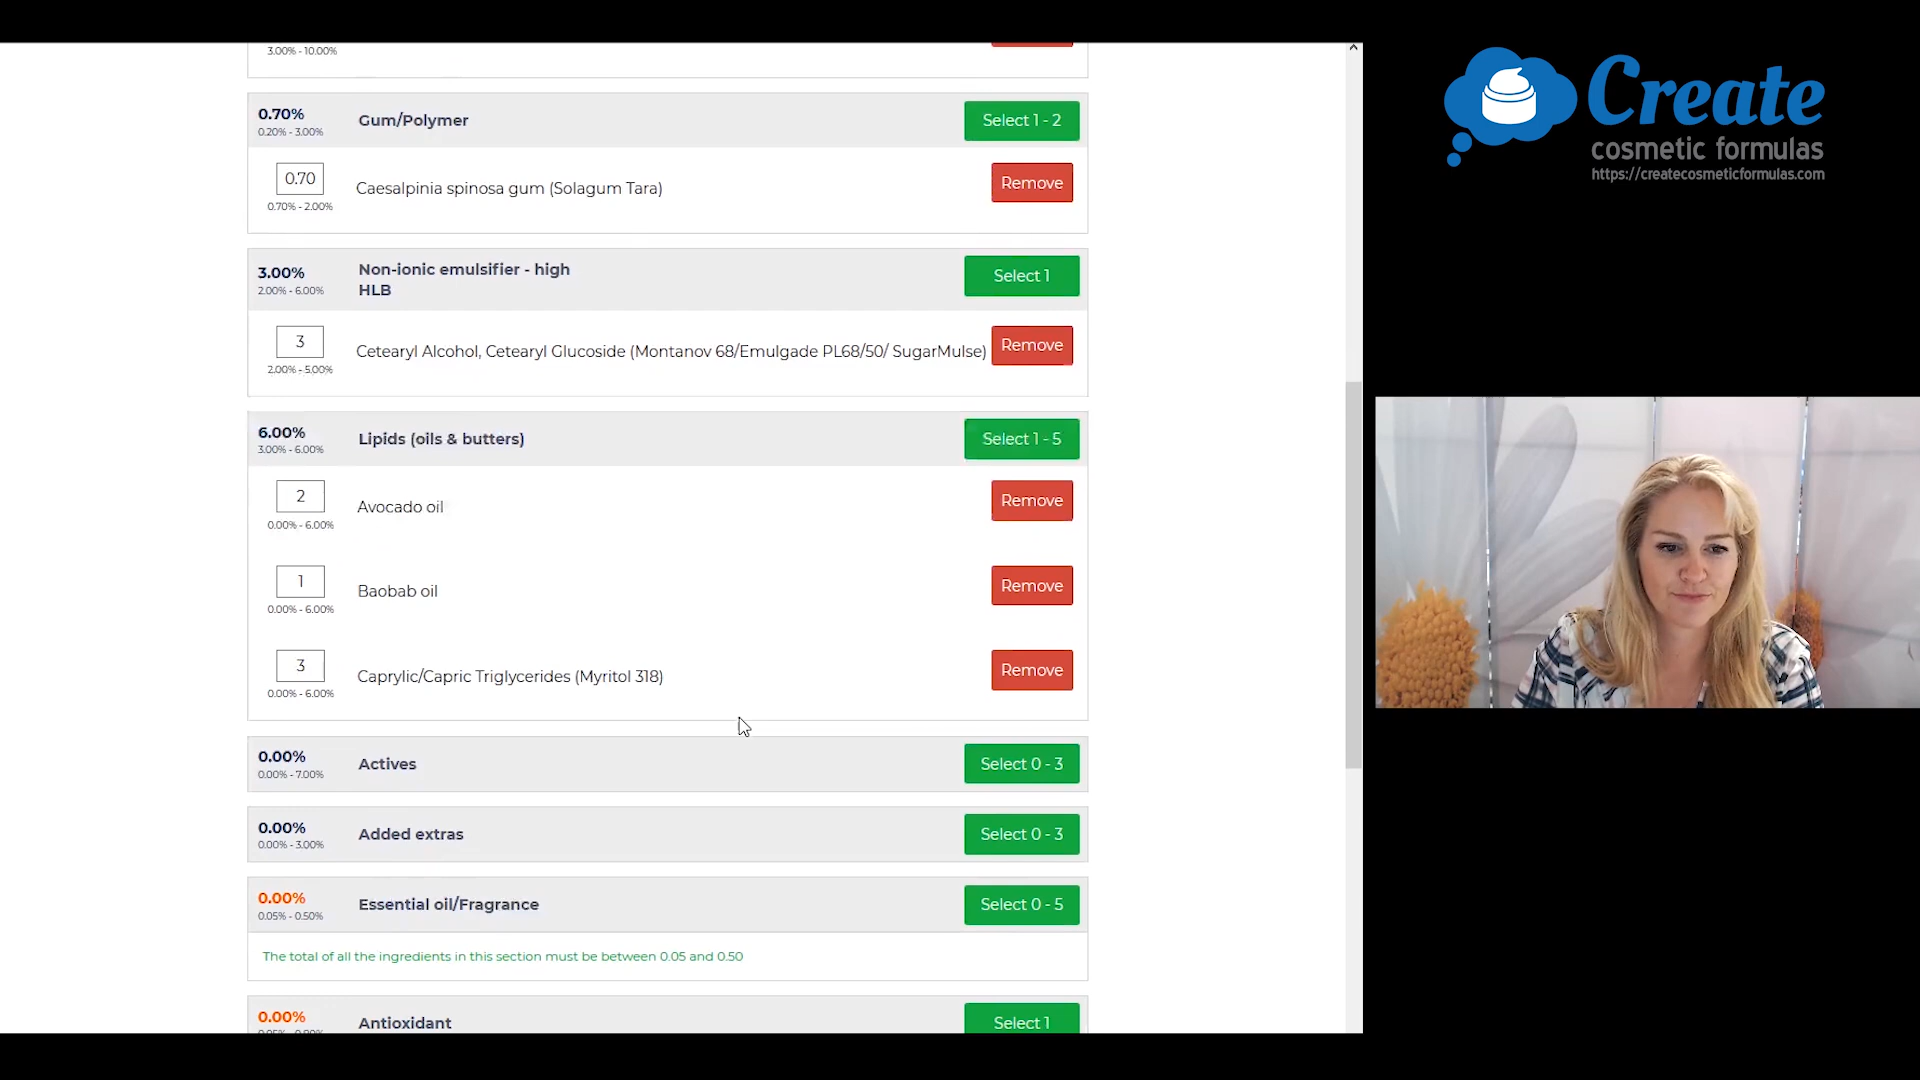 3.00% - 10.00%
0.70%
0.20% - 3.00%
Gum/Polymer
Select 1 - 2
0.70
0.70% - 2.00%
Caesalpinia spinosa gum (Solagum Tara)
Remove
3.00%
2.00% - 6.00%
Non-ionic emulsifier - high
HLB
Select 1
3
2.00% - 5.00%
Cetearyl Alcohol, Cetearyl Glucoside (Montanov 68/Emulgade PL68/50/ SugarMulse)
Remove
6.00%
3.00% - 6.00%
Lipids (oils & butters)
Select 1 - 5
2
0.00% - 6.00%
Avocado oil
Remove
1
0.00% - 6.00%
Baobab oil
Remove
3
0.00% - 6.00%
Caprylic/Capric Triglycerides (Myritol 318)
Remove
0.00%
0.00% - 7.00%
Actives
Select 0 - 3
0.00%
0.00% - 3.00%
Added extras
Select 0 - 3
0.00%
0.05% - 0.50%
Essential oil/Fragrance
Select 0 - 5
The total of all the ingredients in this section must be between 0.05 and 0.50
0.00%
Antioxidant
Select 1
Create
cosmetic formulas
https://createcosmeticformulas.com